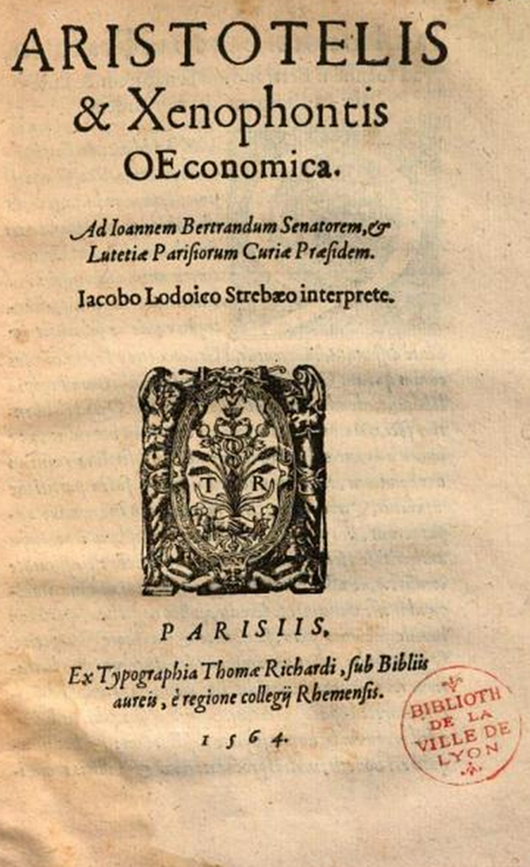 ARISTOTELIS
& Xenophontis
OEconomica.
Ad Ioannem Bertrandum Senatorem, &
Lutetiæ Parisiorum Curiæ Præsidem.
Iacobo Lodoico Strebæo interprete.
T R
PARISIIS,
Ex Typographia Thomæ Richardi, sub Bibliis
aureis, è regione collegij Rhemensis.
1564.
BIBLIOTH
DE LA
VILLE DE
LYON